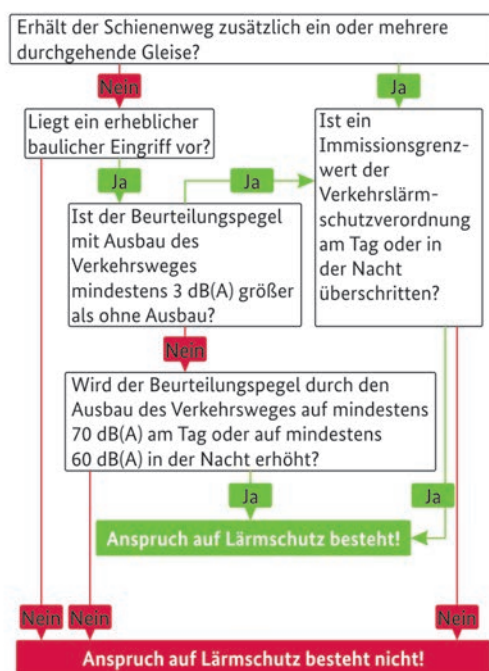 Erhält der Schienenweg zusätzlich ein oder mehrere
durchgehende Gleise?
Nein
Ja
Liegt ein erheblicher
baulicher Eingriff vor?
Ist ein
Immissionsgrenz-
wert der
Verkehrslärm-
schutzverordnung
am Tag oder in
der Nacht
überschritten?
Ja
Ja
Ist der Beurteilungspegel
mit Ausbau des
Verkehrsweges
mindestens 3 dB(A) größer
als ohne Ausbau?
Nein
Wird der Beurteilungspegel durch den
Ausbau des Verkehrsweges auf mindestens
70 dB(A) am Tag oder auf mindestens
60 dB(A) in der Nacht erhöht?
Ja
Ja
Anspruch auf Lärmschutz besteht!
Nein
Nein
Nein
Anspruch auf Lärmschutz besteht nicht!